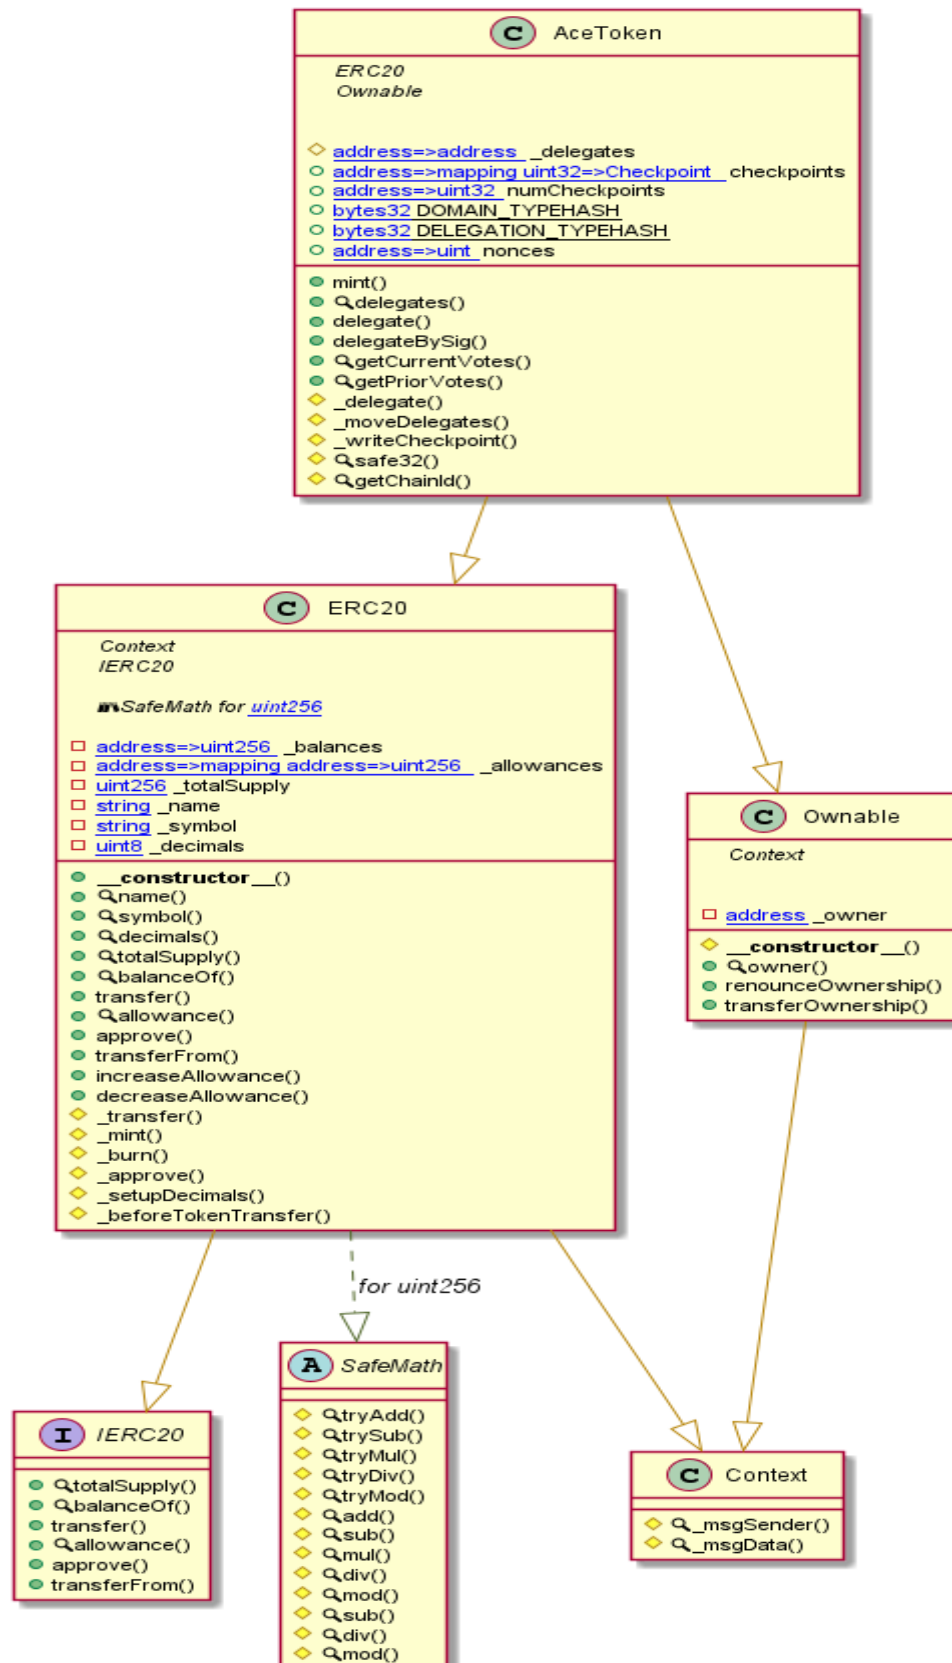 C AceToken
ERC20
Ownable
address=>address _delegates
address=>mapping uint32=>Checkpoint checkpoints
address=>uint32 numCheckpoints
bytes32 DOMAIN_TYPEHASH
bytes32 DELEGATION_TYPEHASH
address=>uint nonces
mint()
delegates()
delegate()
delegateBySig()
getCurrentVotes()
getPriorVotes()
_delegate()
_moveDelegates()
_writeCheckpoint()
safe32()
getChainId()
C ERC20
Context
IERC20
SafeMath for uint256
address=>uint256 _balances
address=>mapping address=>uint256 _allowances
uint256 _totalSupply
string _name
string _symbol
uint8 _decimals
__constructor__()
name()
symbol()
decimals()
totalSupply()
balanceOf()
transfer()
allowance()
approve()
transferFrom()
increaseAllowance()
decreaseAllowance()
_transfer()
_mint()
_burn()
_approve()
_setupDecimals()
_beforeTokenTransfer()
C Ownable
Context
address _owner
__constructor__()
owner()
renounceOwnership()
transferOwnership()
for uint256
I IERC20
totalSupply()
balanceOf()
transfer()
allowance()
approve()
transferFrom()
A SafeMath
tryAdd()
trySub()
tryMul()
tryDiv()
tryMod()
add()
sub()
mul()
div()
mod()
sub()
div()
mod()
C Context
_msgSender()
_msgData()